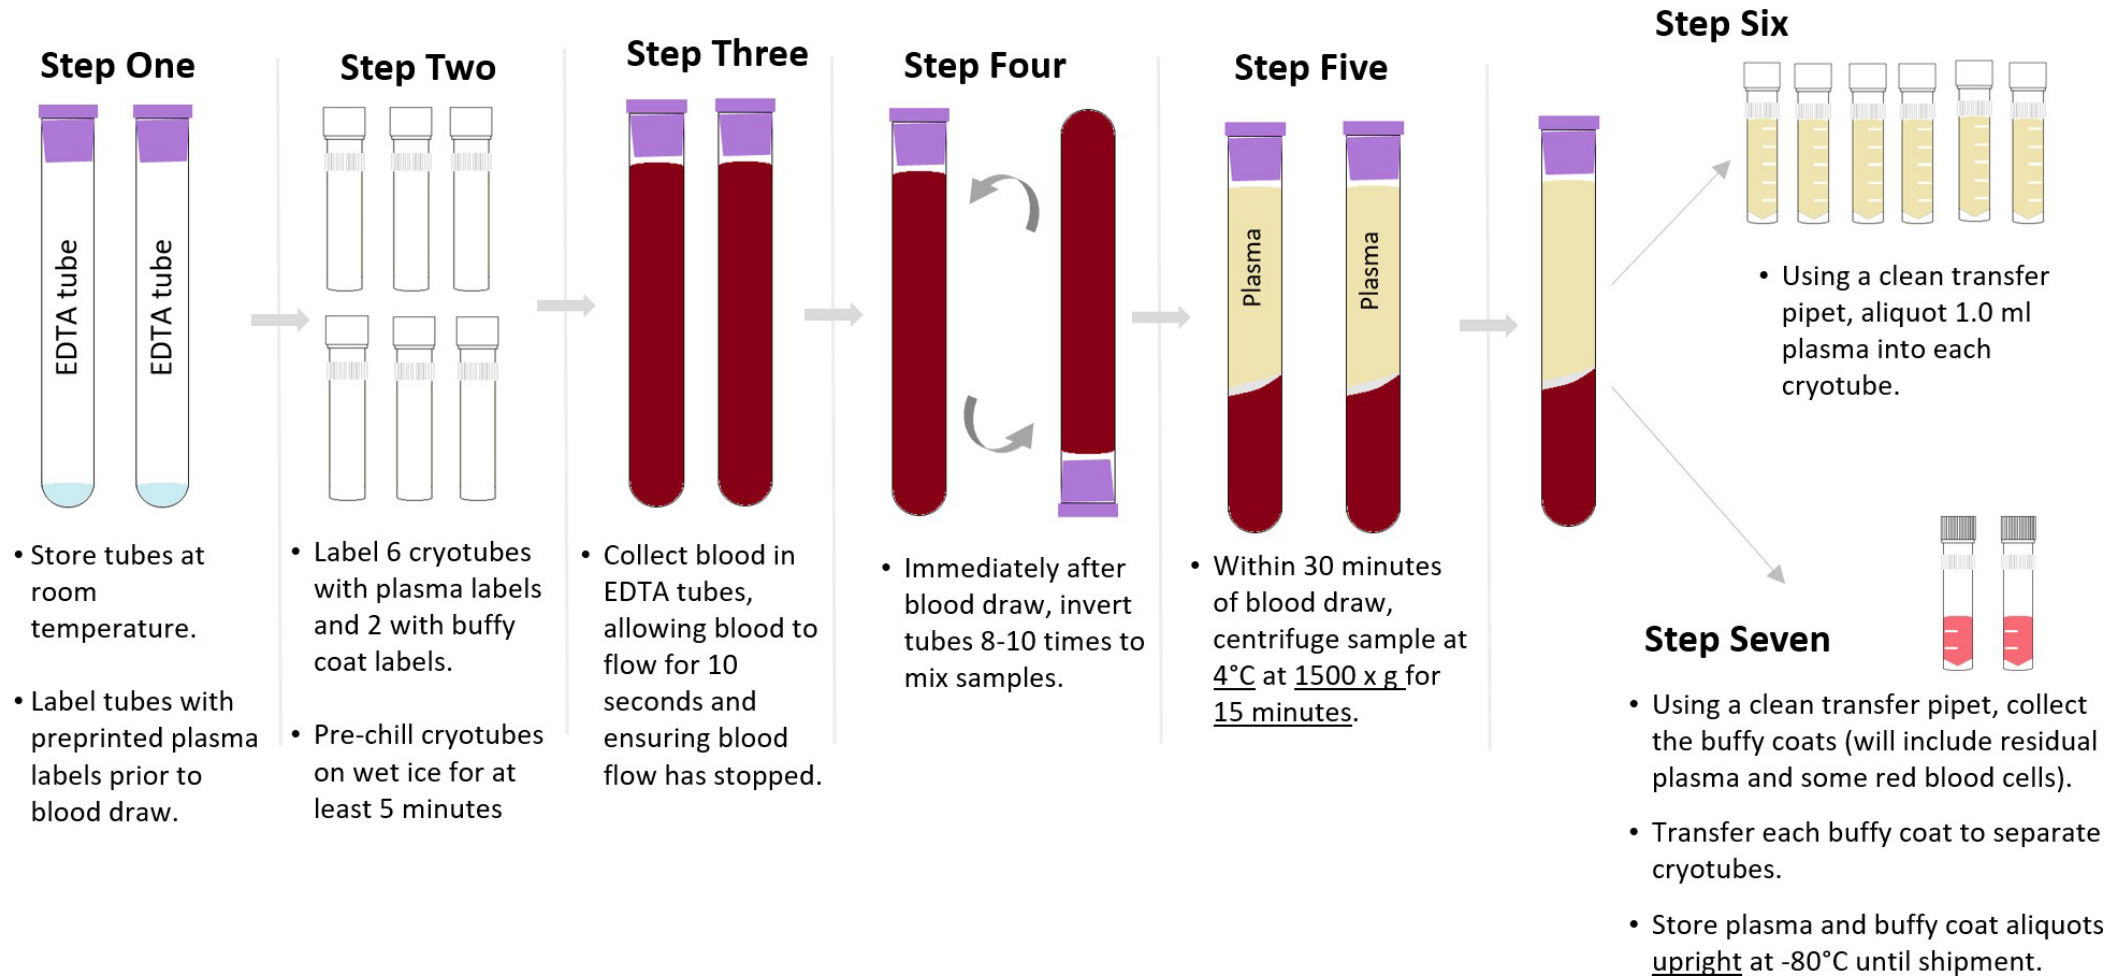 Step One
EDTA tube
EDTA tube
• Store tubes at
room
temperature.
• Label tubes with
preprinted plasma
labels prior to
blood draw.
Step Two
• Label 6 cryotubes
with plasma labels
and 2 with buffy
coat labels.
• Pre-chill cryotubes
on wet ice for at
least 5 minutes
Step Three
• Collect blood in
EDTA tubes,
allowing blood to
flow for 10
seconds and
ensuring blood
flow has stopped.
Step Four
• Immediately after
blood draw, invert
tubes 8-10 times to
mix samples.
Step Five
Plasma
Plasma
• Within 30 minutes
of blood draw,
centrifuge sample at
4°C at 1500 x g for
15 minutes.
Step Six
• Using a clean transfer
pipet, aliquot 1.0 ml
plasma into each
cryotube.
Step Seven
• Using a clean transfer pipet, collect
the buffy coats (will include residual
plasma and some red blood cells).
• Transfer each buffy coat to separate
cryotubes.
• Store plasma and buffy coat aliquots
upright at -80°C until shipment.